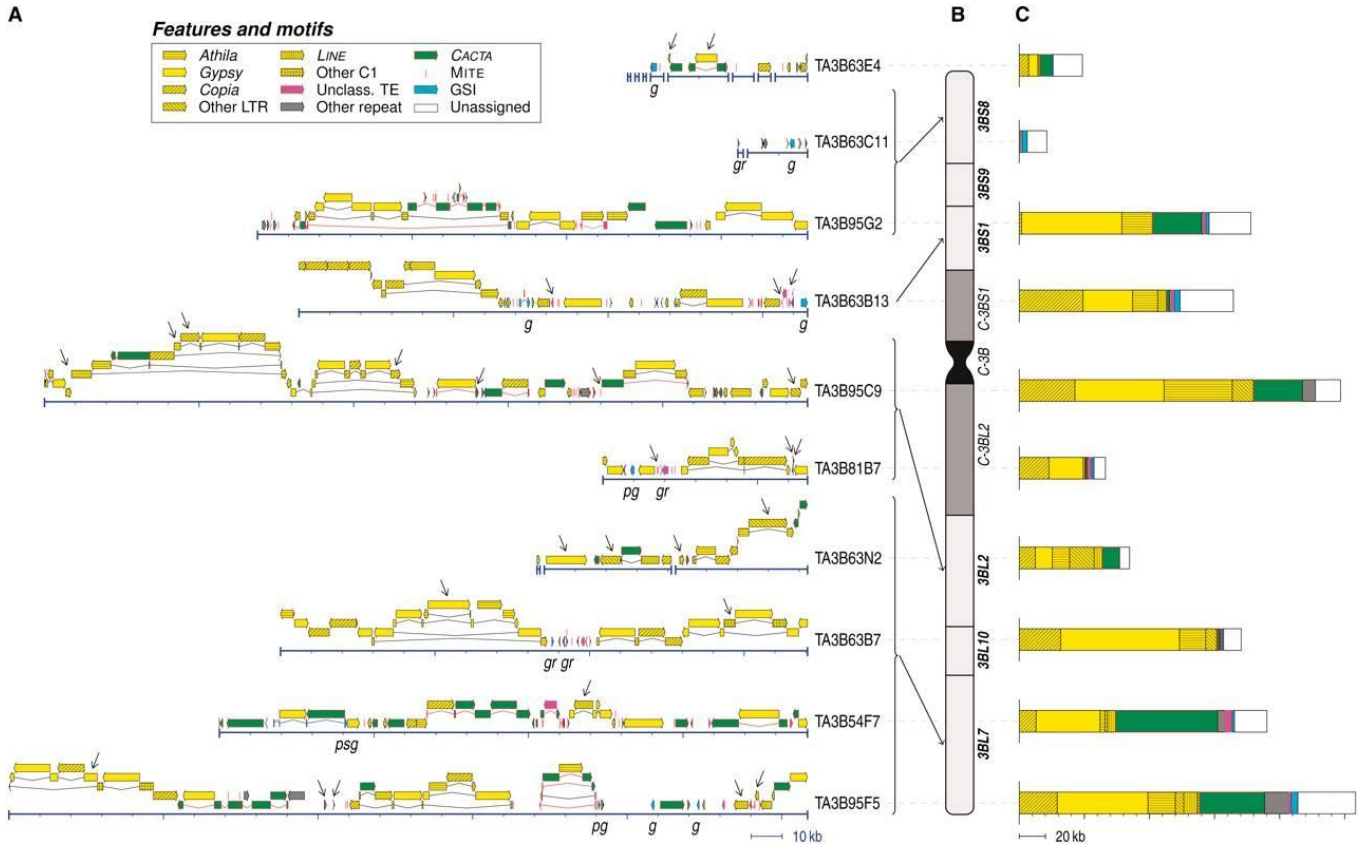 A
B
C
Features and motifs
Athila
LINE
CACTA
Gypsy
Other C1
MITE
Copia
Unclass. TE
GSI
Other LTR
Other repeat
Unassigned
TA3B63E4
g
TA3B63C11
gr g
TA3B95G2
TA3B63B13
g g
TA3B95C9
TA3B81B7
pg gr
TA3B63N2
TA3B63B7
gr gr
TA3B54F7
psg
TA3B95F5
pg g g
10 kb
3BS8
3BS9
3BS1
C-3BS1
C-3B
C-3BL2
3BL2
3BL10
3BL7
20 kb